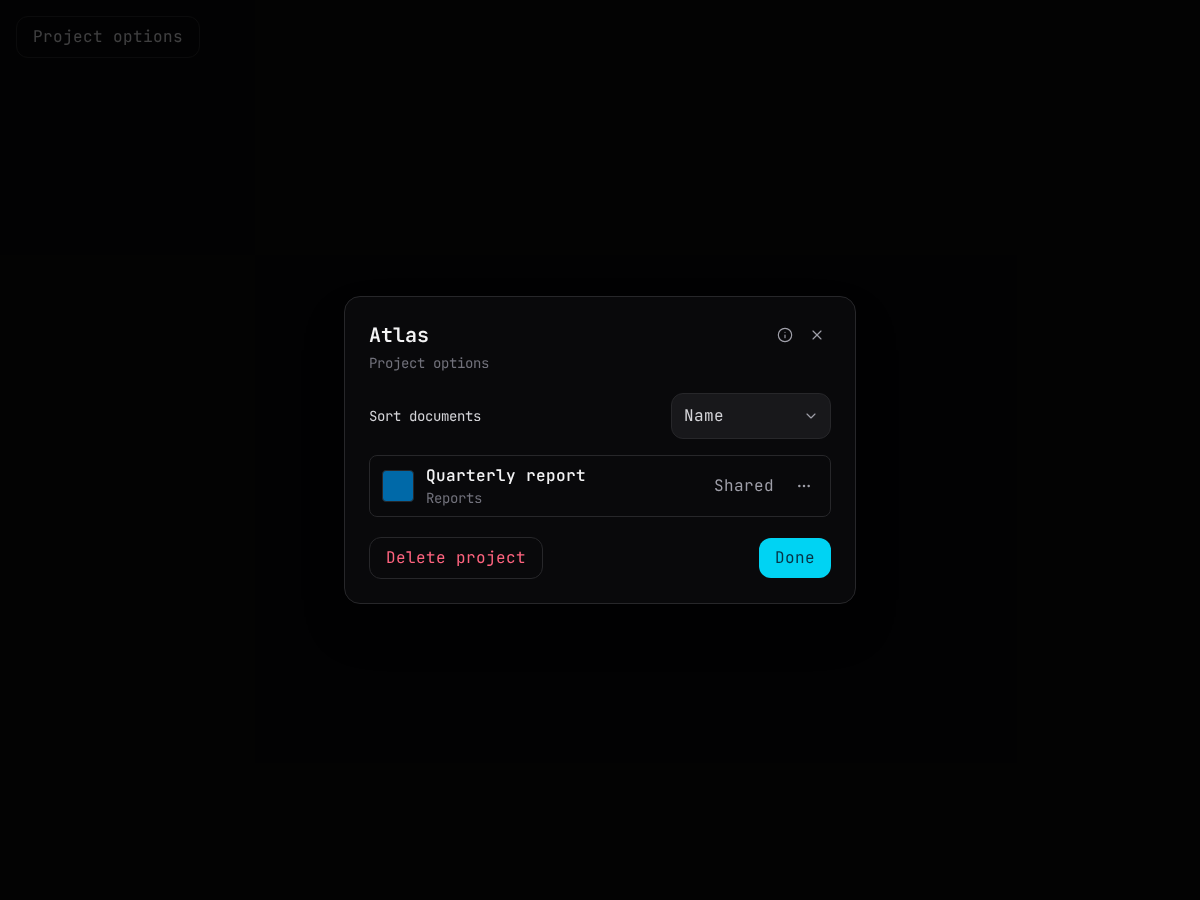 Project options
Atlas
Project options
Sort documents
Name
Quarterly report
Reports
Shared
Delete project
Done